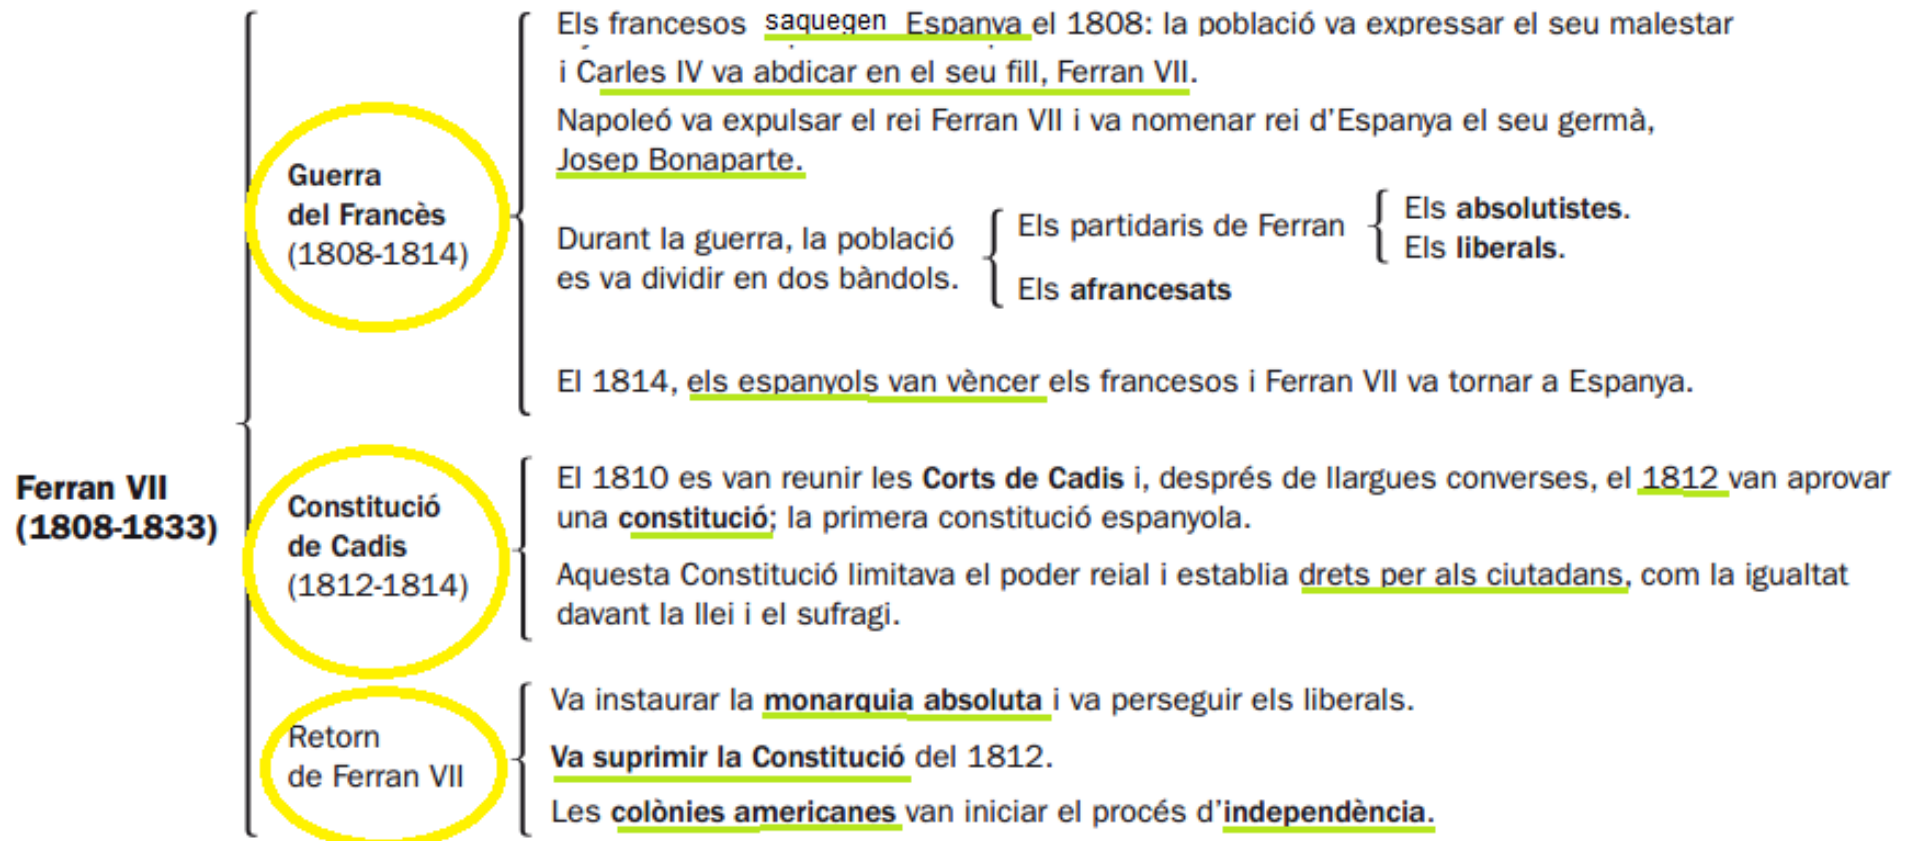 Els francesos saquegen Espanya el 1808: la població va expressar el seu malestar
i Carles IV va abdicar en el seu fill, Ferran VII.
Napoleó va expulsar el rei Ferran VII i va nomenar rei d'Espanya el seu germà,
Josep Bonaparte.
Guerra
del Francès
(1808-1814)
Durant la guerra, la població
es va dividir en dos bàndols.
Els partidaris de Ferran
Els absolutistes.
Els liberals.
Els afrancesats
El 1814, els espanyols van vèncer els francesos i Ferran VII va tornar a Espanya.
Ferran VII
(1808-1833)
Constitució
de Cadis
(1812-1814)
El 1810 es van reunir les Corts de Cadis i, després de llargues converses, el 1812 van aprovar
una constitució; la primera constitució espanyola.
Aquesta Constitució limitava el poder reial i establia drets per als ciutadans, com la igualtat
davant la llei i el sufragi.
Retorn
de Ferran VII
Va instaurar la monarquia absoluta i va perseguir els liberals.
Va suprimir la Constitució del 1812.
Les colònies americanes van iniciar el procés d'independència.